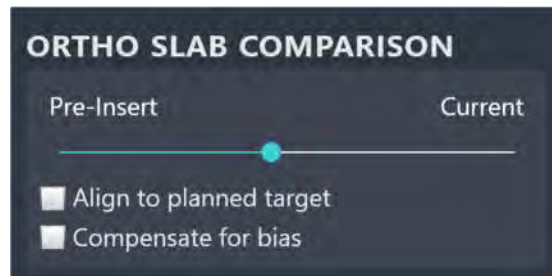 ORTHO SLAB COMPARISON
Pre-Insert Current
Align to planned target
Compensate for bias